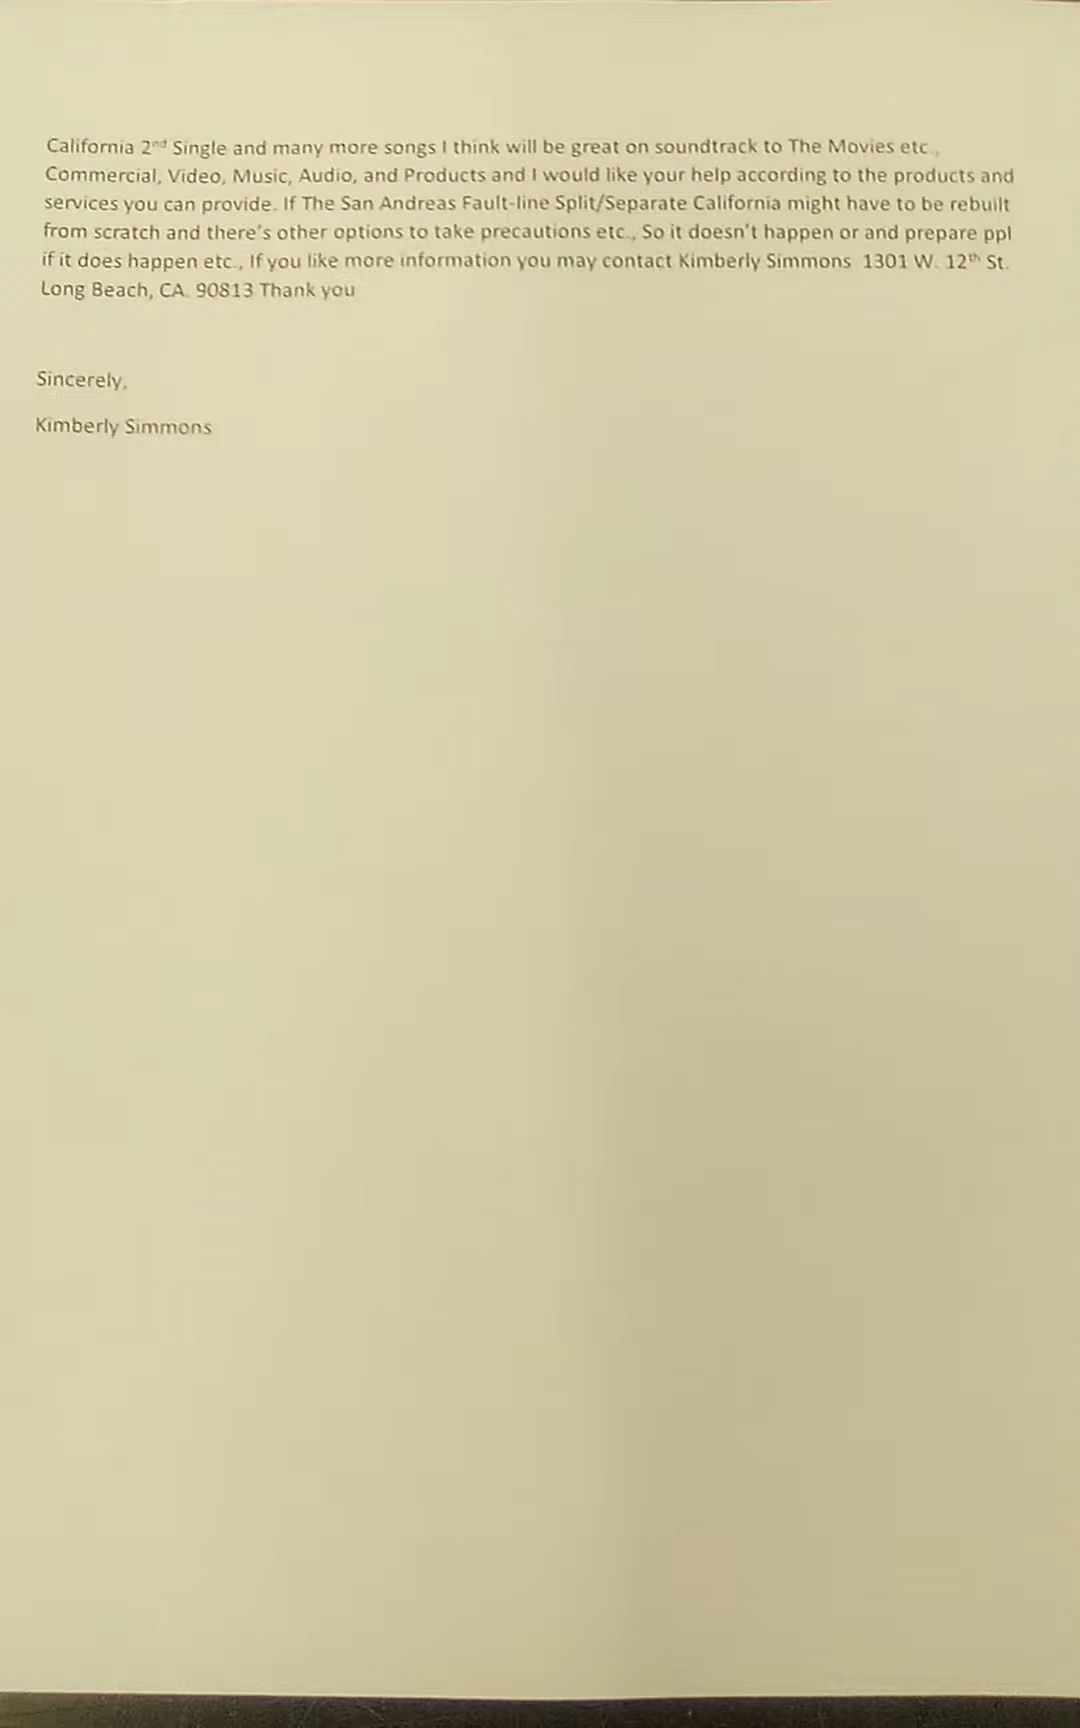 California 2nd Single and many more songs I think will be great on soundtrack to The Movies etc.,
Commercial, Video, Music, Audio, and Products and I would like your help according to the products and
services you can provide. If The San Andreas Fault-line Split/Separate California might have to be rebuilt
from scratch and there's other options to take precautions etc., So it doesn't happen or and prepare ppl
if it does happen etc., If you like more information you may contact Kimberly Simmons 1301 W. 12th St.
Long Beach, CA. 90813 Thank you
Sincerely,
Kimberly Simmons